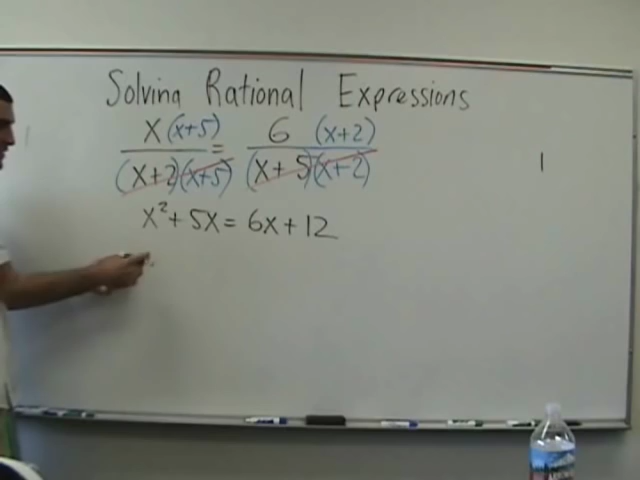 Solving Rational Expressions
x(x+5) = 6 (x+2)
(x+2)(x+5) (x+5)(x+2)
x²+5x=6x+12
1